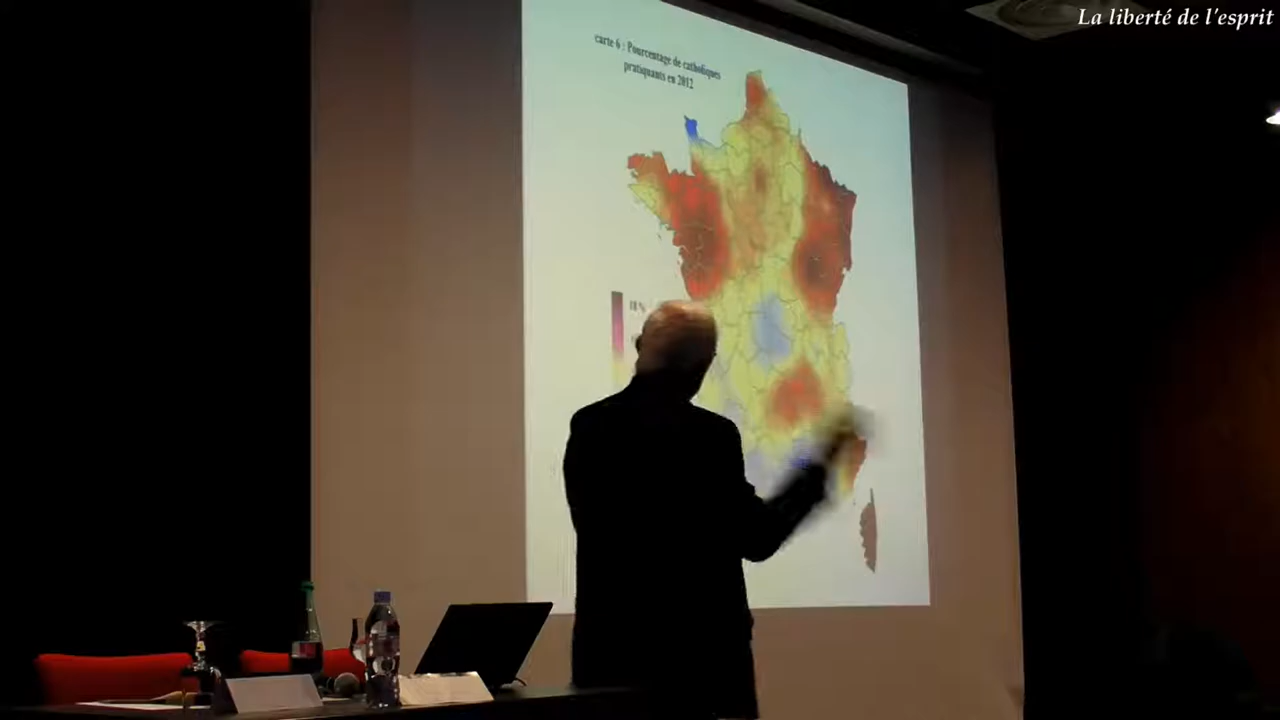 La liberté de l'esprit
carte 6 : Pourcentage de catholiques
pratiquants en 2012